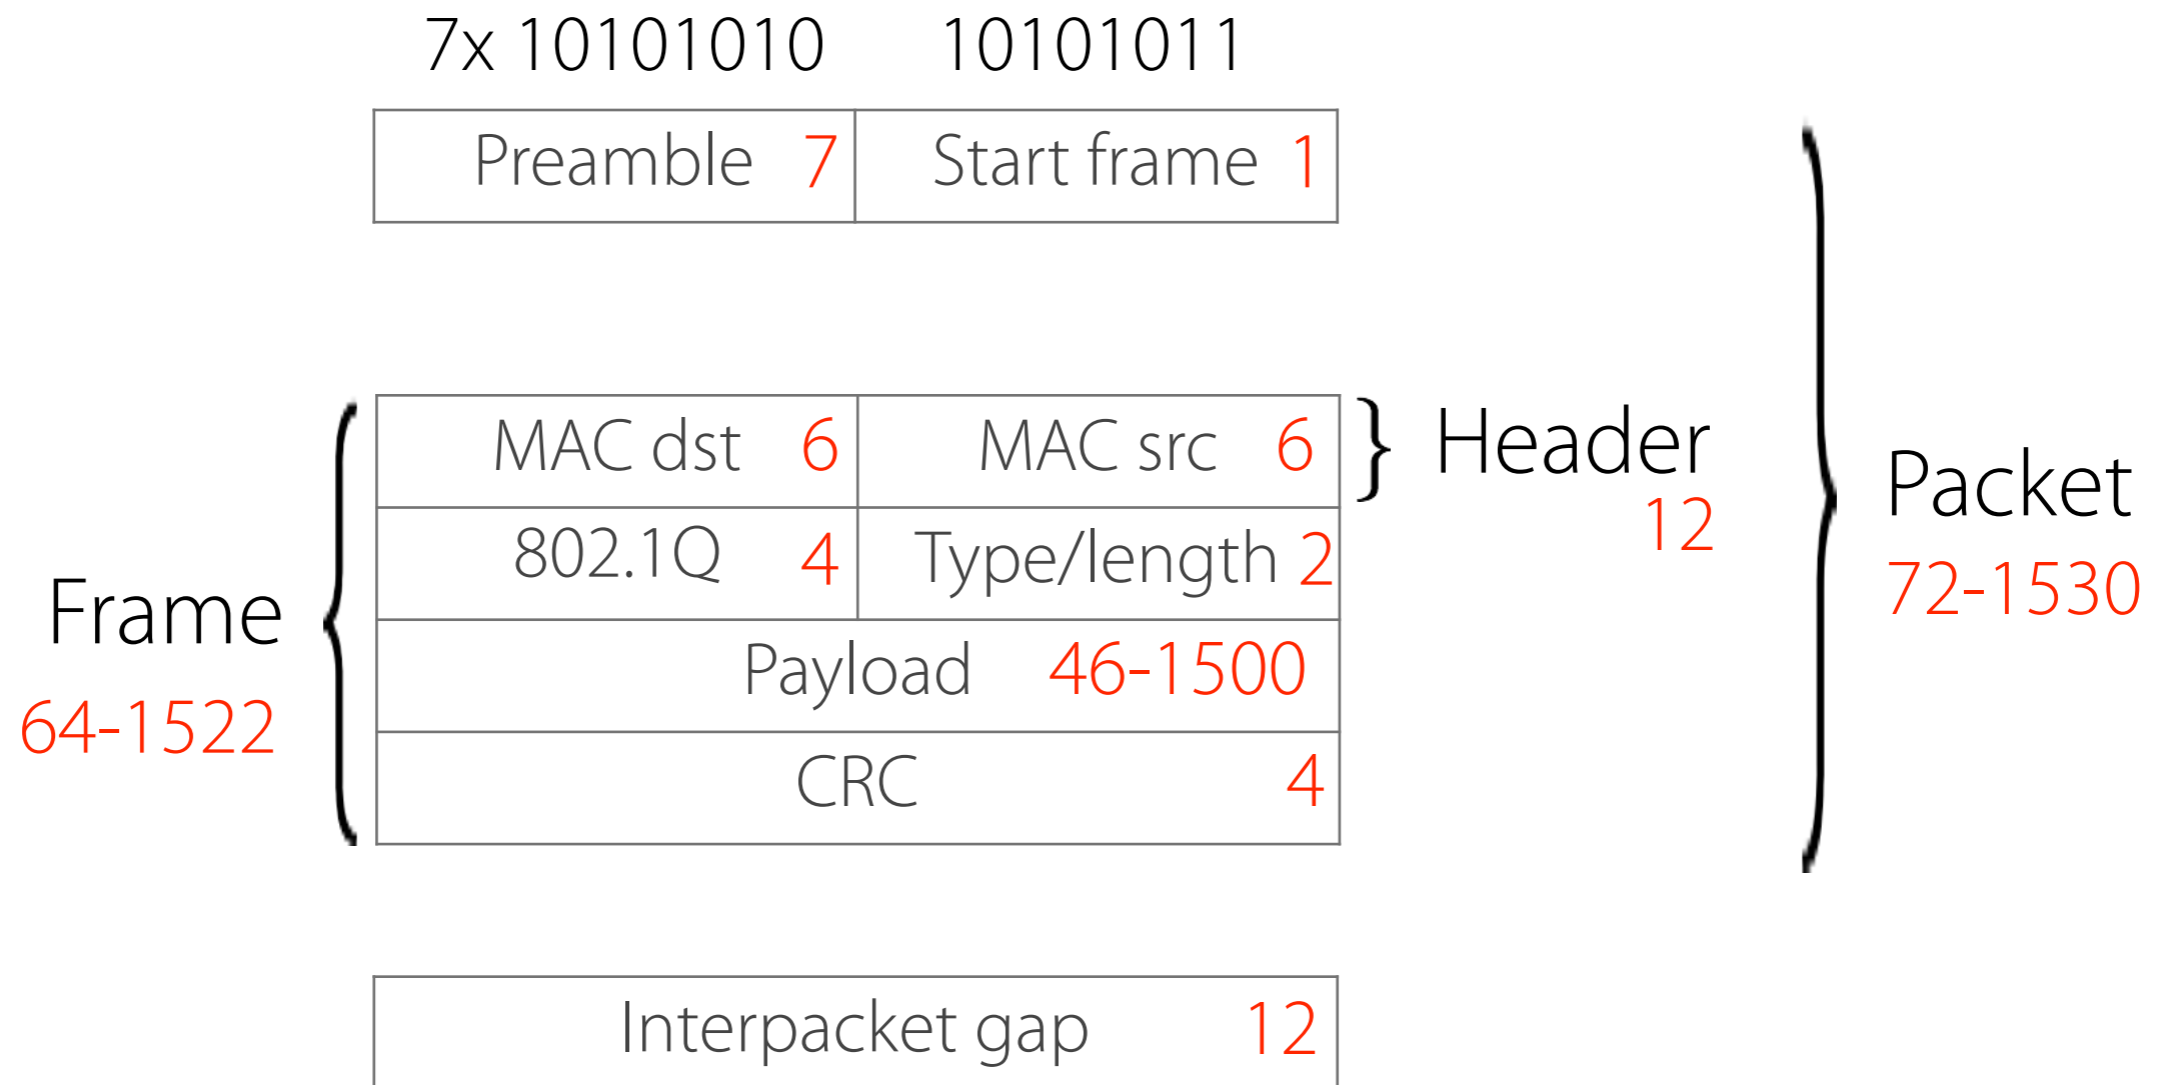 7x 10101010 10101011
Preamble 7 Start frame 1
MAC dst 6 MAC src 6 Header
12
802.1Q 4 Type/length 2
Packet
72-1530
Frame
64-1522
Payload 46-1500
CRC 4
Interpacket gap 12